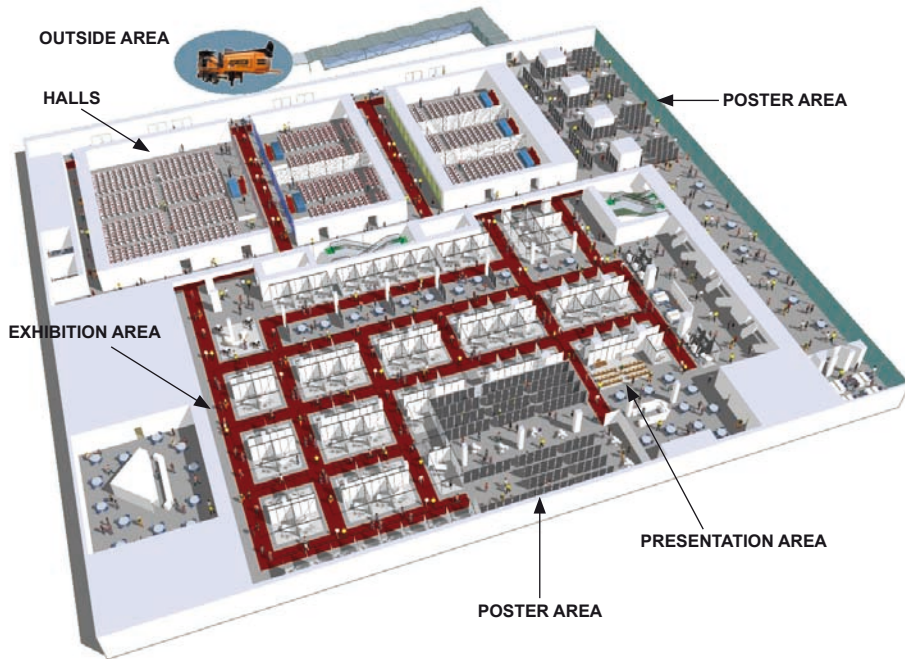 OUTSIDE AREA
HALLS
POSTER AREA
EXHIBITION AREA
PRESENTATION AREA
POSTER AREA